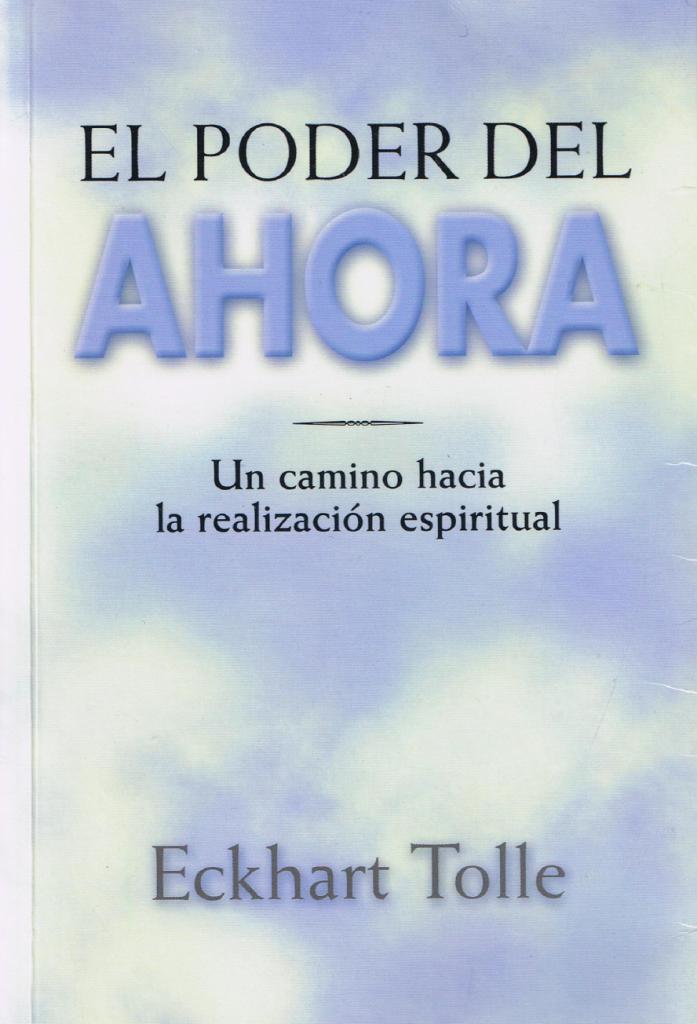 EL PODER DEL
AHORA
Un camino hacia
la realización espiritual
Eckhart Tolle